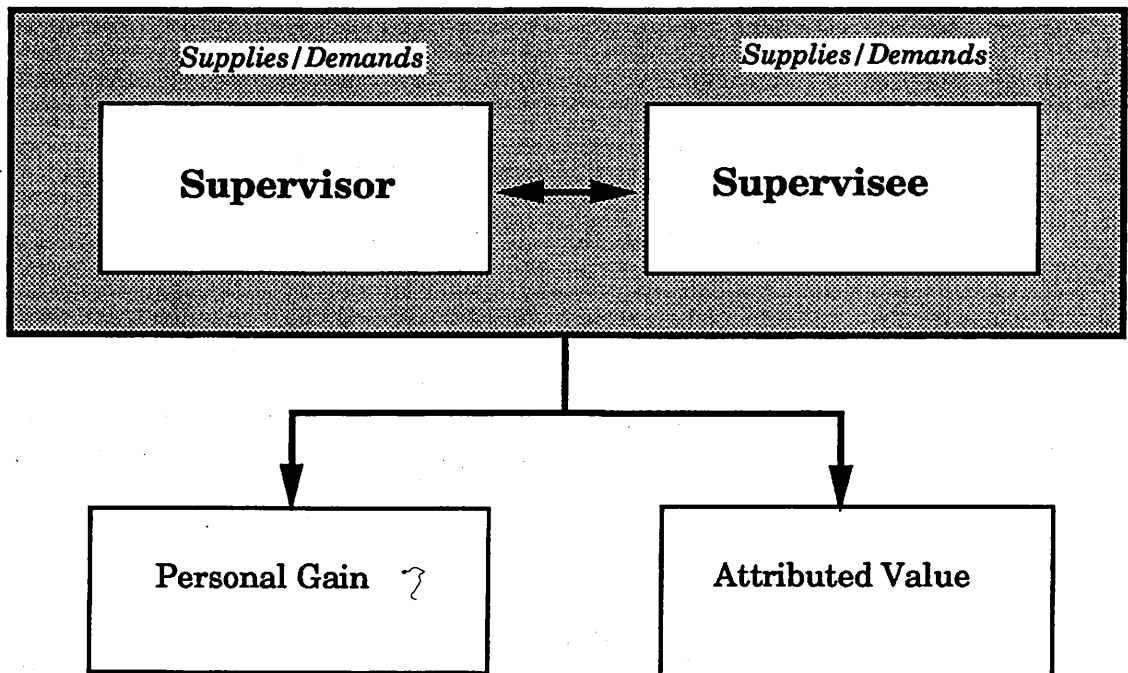 Supplies/Demands Supplies/Demands
Supervisor Supervisee
Personal Gain Attributed Value